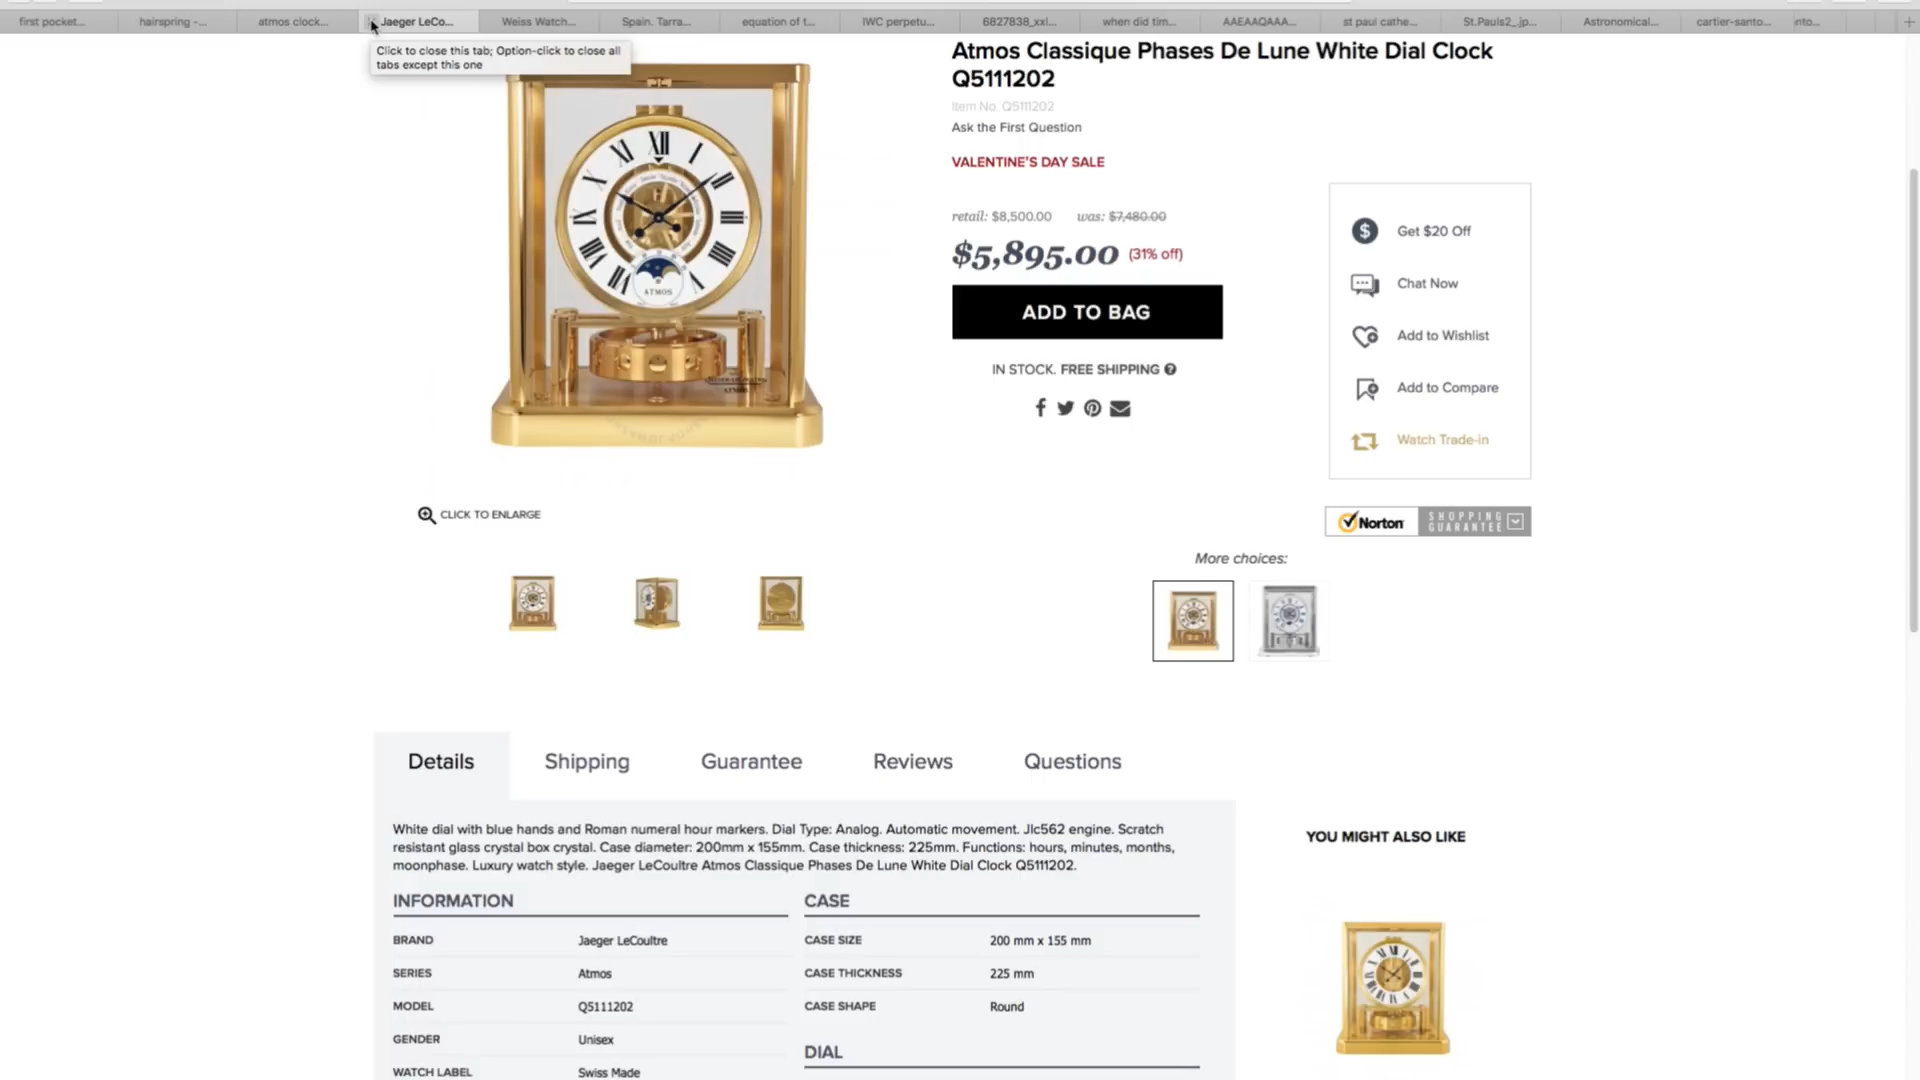 first pocket...
hairspring -...
atmos clock...
Jaeger LeCo...
Weiss Watch...
Spain. Tarra...
equation of t...
IWC perpetu...
6827838_xxl...
when did tim...
AAEAAQAAA...
st paul cathe...
St.Pauls2_.jp...
Astronomical...
cartier-santo...
nto...
Click to close this tab; Option-click to close all
tabs except this one
Atmos Classique Phases De Lune White Dial Clock
Q5111202
Item No. Q5111202
Ask the First Question
VALENTINE'S DAY SALE
retail: $8,500.00 was: $7,480.00
$5,895.00 (31% off)
ADD TO BAG
IN STOCK. FREE SHIPPING
Get $20 Off
Chat Now
Add to Wishlist
Add to Compare
Watch Trade-in
Norton
SHOPPING
GUARANTEE
XII
ATMOS
CLICK TO ENLARGE
More choices:
Details
Shipping
Guarantee
Reviews
Questions
White dial with blue hands and Roman numeral hour markers. Dial Type: Analog. Automatic movement. Jlc562 engine. Scratch
resistant glass crystal box crystal. Case diameter: 200mm x 155mm. Case thickness: 225mm. Functions: hours, minutes, months,
moonphase. Luxury watch style. Jaeger LeCoultre Atmos Classique Phases De Lune White Dial Clock Q5111202.
YOU MIGHT ALSO LIKE
INFORMATION
BRAND Jaeger LeCoultre
SERIES Atmos
MODEL Q5111202
GENDER Unisex
WATCH LABEL Swiss Made
CASE
CASE SIZE 200 mm x 155 mm
CASE THICKNESS 225 mm
CASE SHAPE Round
DIAL